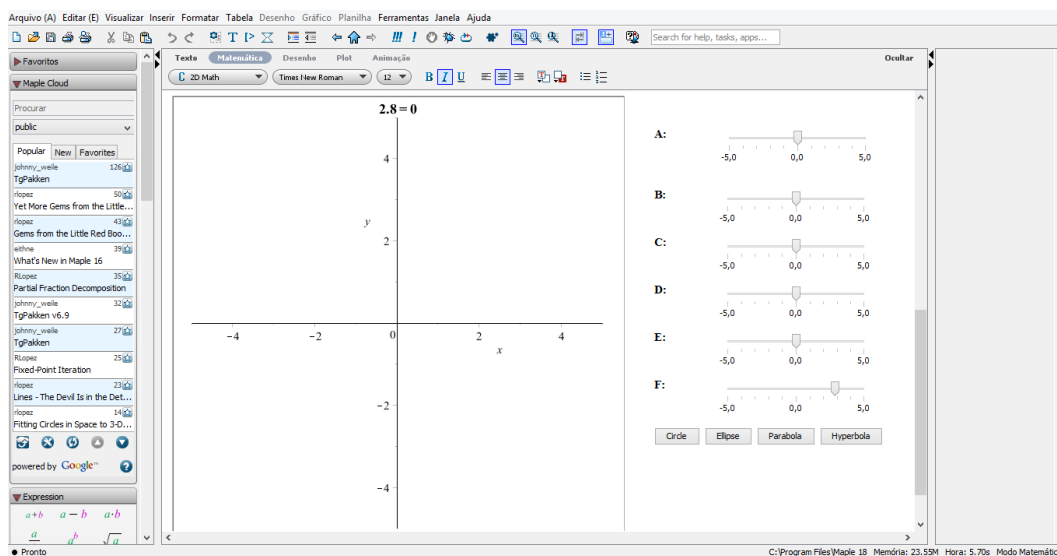 Arquivo (A) Editar (E) Visualizar Inserir Formatar Tabela Desenho Gráfico Planilha Ferramentas Janela Ajuda
Search for help, tasks, apps...
Favoritos
Maple Cloud
Procurar
public
Popular New Favorites
johnny_weile 126
TgPakken
rlopez 50
Yet More Gems from the Little...
rlopez 43
Gems from the Little Red Boo...
eithne 39
What's New in Maple 16
RLopez 35
Partial Fraction Decomposition
johnny_weile 32
TgPakken v6.9
johnny_weile 27
TgPakken
RLopez 25
Fixed-Point Iteration
rlopez 23
Lines - The Devil Is in the Det...
rlopez 14
Fitting Circles in Space to 3-D...
powered by Google™
Expression
a+b a − b a·b
a a^b √a
Texto Matemática Desenho Plot Animação Ocultar
C 2D Math Times New Roman 12 B I U
2.8 = 0
4
y
2
−4 −2 0 2 4
x
−2
−4
A:
-5,0 0,0 5,0
B:
-5,0 0,0 5,0
C:
-5,0 0,0 5,0
D:
-5,0 0,0 5,0
E:
-5,0 0,0 5,0
F:
-5,0 0,0 5,0
Circle Ellipse Parabola Hyperbola
Pronto
C:\Program Files\Maple 18 Memória: 23.55M Hora: 5.70s Modo Matemátic